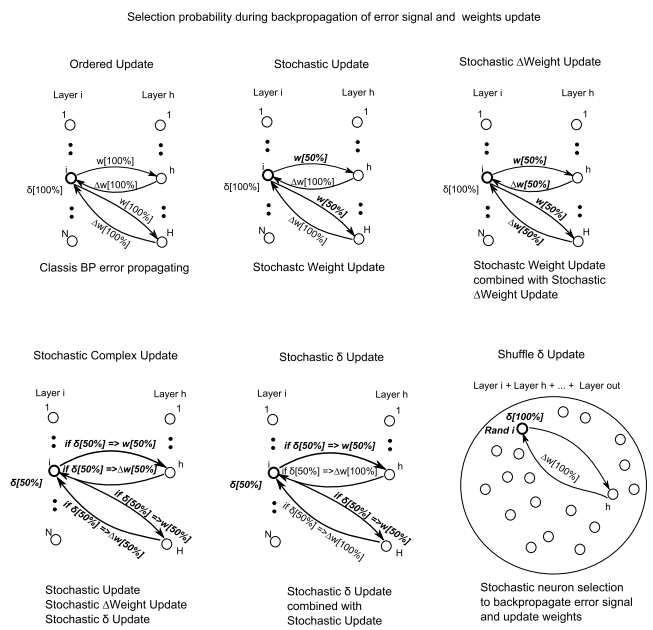 Selection probability during backpropagation of error signal and weights update
Ordered Update
Layer i
Layer h
1
1
i
w[100%]
h
δ[100%]
Δw[100%]
w[100%]
Δw[100%]
N
H
Classis BP error propagating
Stochastic Update
Layer i
Layer h
1
1
i
w[50%]
h
δ[100%]
Δw[100%]
w[50%]
Δw[100%]
N
H
Stochastc Weight Update
Stochastic ΔWeight Update
Layer i
Layer h
1
1
i
w[50%]
h
δ[100%]
Δw[50%]
w[50%]
Δw[50%]
N
H
Stochastc Weight Update
combined with Stochastic
ΔWeight Update
Stochastic Complex Update
Layer i
Layer h
1
1
if δ[50%] => w[50%]
i
h
if δ[50%] =>Δw[50%]
δ[50%]
if δ[50%] =>w[50%]
if δ[50%] =>Δw[50%]
N
H
Stochastic Update
Stochastic ΔWeight Update
Stochastic δ Update
Stochastic δ Update
Layer i
Layer h
1
1
if δ[50%] => w[50%]
i
h
if δ[50%] =>Δw[100%]
δ[50%]
if δ[50%] =>w[50%]
if δ[50%] =>Δw[100%]
N
H
Stochastic δ Update
combined with
Stochastic Update
Shuffle δ Update
Layer i + Layer h + ... + Layer out
δ[100%]
Rand i
Δw[100%]
h
Stochastic neuron selection
to backpropagate error signal
and update weights